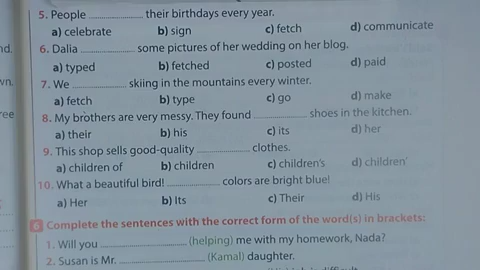 5. People .................. their birthdays every year.
a) celebrate b) sign c) fetch d) communicate
6. Dalia .................. some pictures of her wedding on her blog.
a) typed b) fetched c) posted d) paid
7. We .................. skiing in the mountains every winter.
a) fetch b) type c) go d) make
8. My brothers are very messy. They found .................. shoes in the kitchen.
a) their b) his c) its d) her
9. This shop sells good-quality .................. clothes.
a) children of b) children c) children's d) children'
10. What a beautiful bird! .................. colors are bright blue!
a) Her b) Its c) Their d) His
6 Complete the sentences with the correct form of the word(s) in brackets:
1. Will you .................. (helping) me with my homework, Nada?
2. Susan is Mr. .................. (Kamal) daughter.